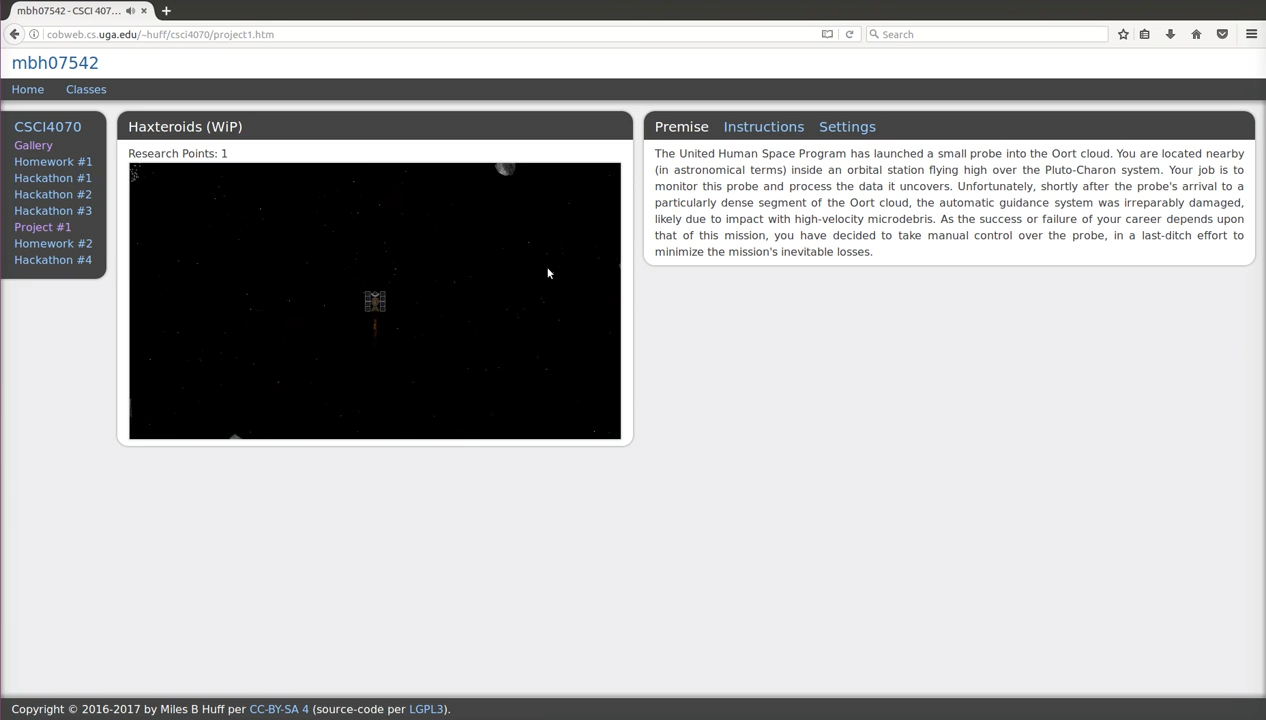 mbh07542 - CSCI 407...
cobweb.cs.uga.edu/~huff/csci4070/project1.htm
Search
mbh07542
Home Classes
CSCI4070
Gallery
Homework #1
Hackathon #1
Hackathon #2
Hackathon #3
Project #1
Homework #2
Hackathon #4
Haxteroids (WiP)
Research Points: 1
Premise Instructions Settings
The United Human Space Program has launched a small probe into the Oort cloud. You are located nearby
(in astronomical terms) inside an orbital station flying high over the Pluto-Charon system. Your job is to
monitor this probe and process the data it uncovers. Unfortunately, shortly after the probe's arrival to a
particularly dense segment of the Oort cloud, the automatic guidance system was irreparably damaged,
likely due to impact with high-velocity microdebris. As the success or failure of your career depends upon
that of this mission, you have decided to take manual control over the probe, in a last-ditch effort to
minimize the mission's inevitable losses.
Copyright © 2016-2017 by Miles B Huff per CC-BY-SA 4 (source-code per LGPL3).